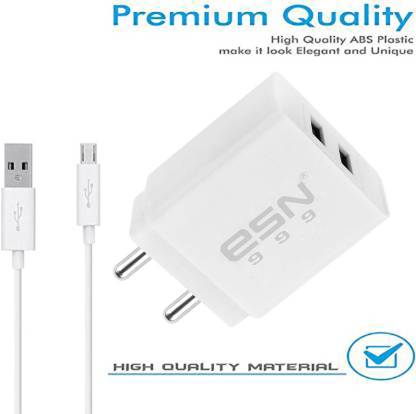 Premium Quality
High Quality ABS Plastic
make it look Elegant and Unique
eSN
999
HIGH QUALITY MATERIAL